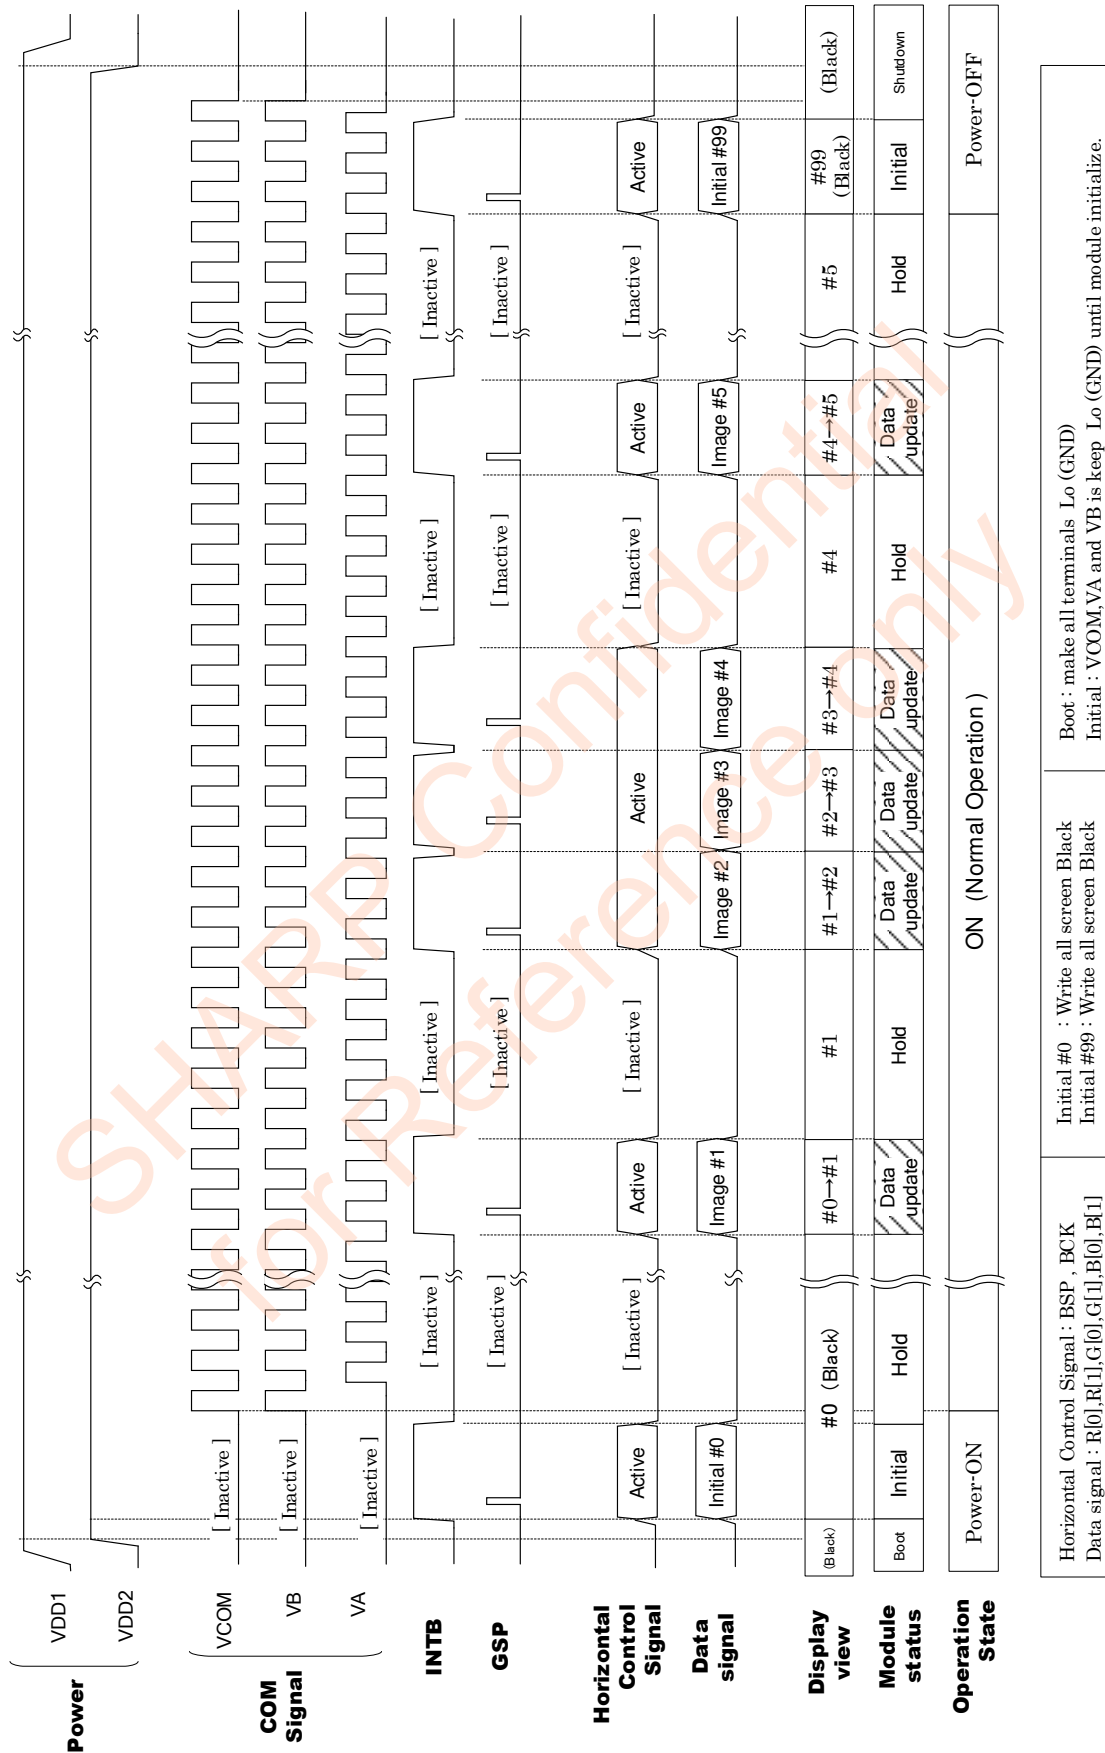 Power
VDD1
VDD2
COM
Signal
VCOM
[ Inactive ]
VB
[ Inactive ]
VA
[ Inactive ]
INTB
[ Inactive ]
[ Inactive ]
[ Inactive ]
[ Inactive ]
GSP
[ Inactive ]
[ Inactive ]
[ Inactive ]
[ Inactive ]
Horizontal
Control
Signal
Active
[ Inactive ]
Active
[ Inactive ]
Active
[ Inactive ]
Active
[ Inactive ]
Active
Data
signal
Initial #0
Image #1
Image #2
Image #3
Image #4
Image #5
Initial #99
Display
view
(Black)
#0 (Black)
#0→#1
#1
#1→#2
#2→#3
#3→#4
#4
#4→#5
#5
#99
(Black)
(Black)
Module
status
Boot
Initial
Hold
Data
update
Hold
Data
update
Data
update
Data
update
Hold
Data
update
Hold
Initial
Shutdown
Operation
State
Power-ON
ON (Normal Operation )
Power-OFF
Horizontal Control Signal : BSP , BCK
Data signal : R[0],R[1],G[0],G[1],B[0],B[1]
Initial #0 : Write all screen Black
Initial #99 : Write all screen Black
Boot : make all terminals Lo (GND)
Initial : VCOM,VA and VB is keep Lo (GND) until module initialize.
SHARP Confidential
for Reference only